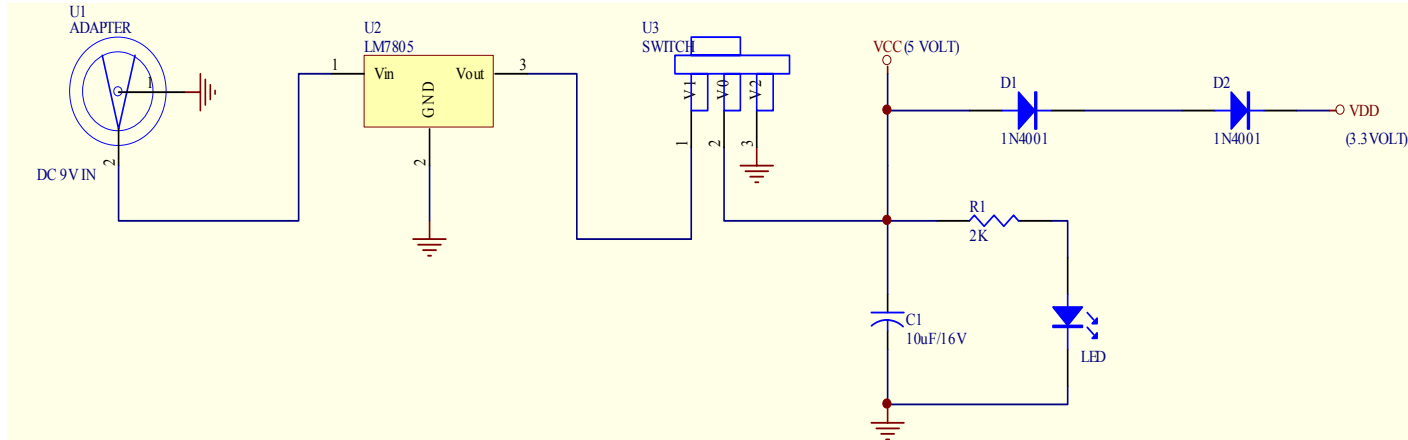 U1
ADAPTER
1
2
DC 9V IN
U2
LM7805
1
Vin
Vout
3
GND
2
U3
SWITCH
V1
V0
V2
1
2
3
VCC(5 VOLT)
D1
1N4001
D2
1N4001
VDD
(3.3VOLT)
R1
2K
C1
10uF/16V
LED